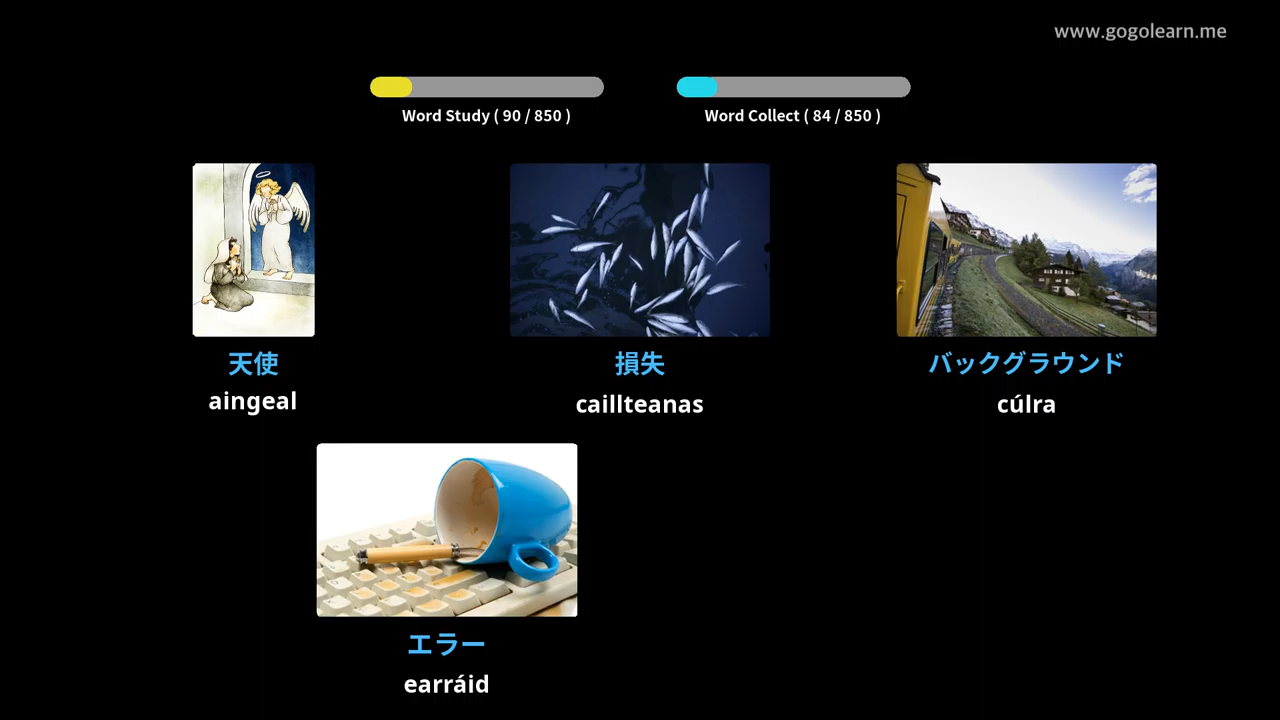 www.gogolearn.me
Word Study ( 90 / 850 )
Word Collect ( 84 / 850 )
天使
aingeal
損失
caillteanas
バックグラウンド
cúlra
エラー
earráid